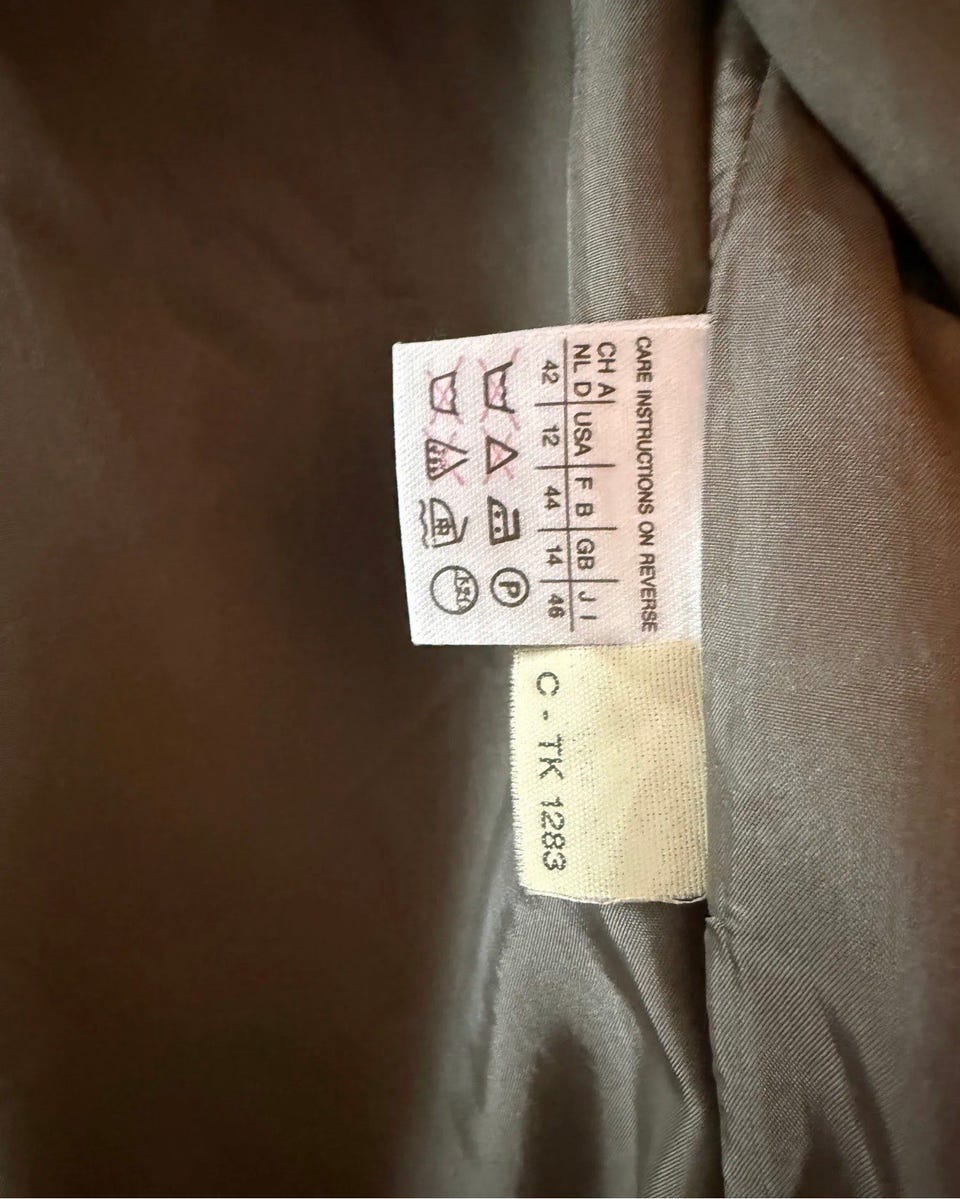 CARE INSTRUCTIONS ON REVERSE
CH A
NL D USA F B GB J I
42 12 44 14 46
P
C - TK 1283